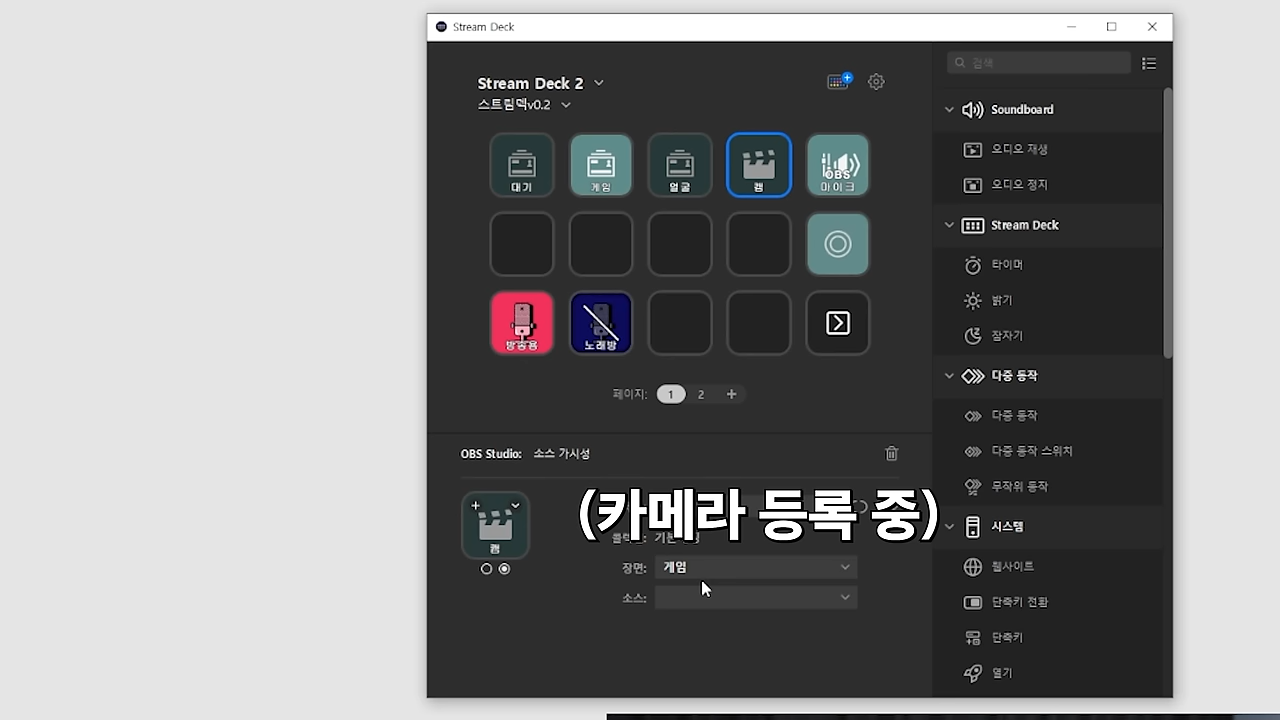 Stream Deck
Stream Deck 2
스트림덱v0.2
대기
게임
얼굴
캠
OBS
마이크
방송용
노래방
페이지: 1 2 +
OBS Studio: 소스 가시성
(카메라 등록 중)
캠
장면: 게임
소스:
검색
Soundboard
오디오 재생
오디오 정지
Stream Deck
타이머
밝기
잠자기
다중 동작
다중 동작
다중 동작 스위치
무작위 동작
시스템
웹사이트
단축키 전환
단축키
열기